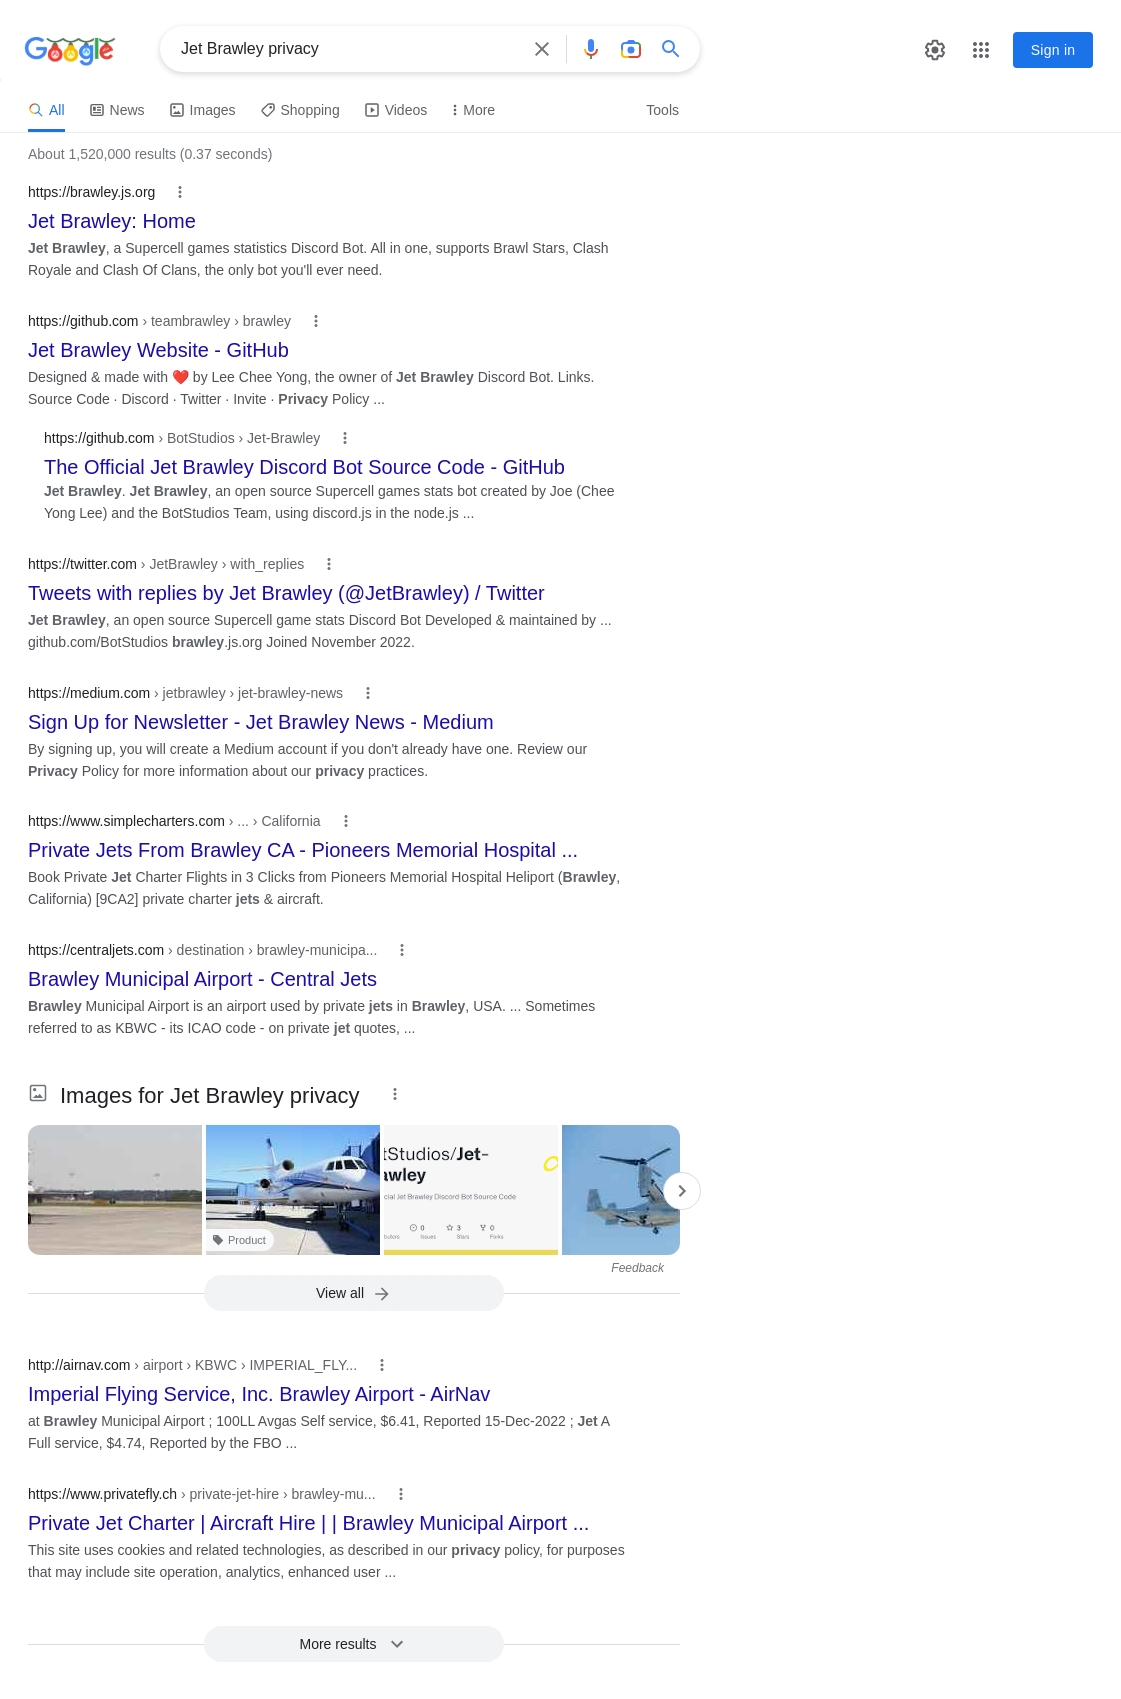 Google
Jet Brawley privacy
Sign in
All
News
Images
Shopping
Videos
More
Tools
About 1,520,000 results (0.37 seconds)
https://brawley.js.org
Jet Brawley: Home
Jet Brawley, a Supercell games statistics Discord Bot. All in one, supports Brawl Stars, Clash
Royale and Clash Of Clans, the only bot you'll ever need.
https://github.com › teambrawley › brawley
Jet Brawley Website - GitHub
Designed & made with ❤️ by Lee Chee Yong, the owner of Jet Brawley Discord Bot. Links.
Source Code · Discord · Twitter · Invite · Privacy Policy ...
https://github.com › BotStudios › Jet-Brawley
The Official Jet Brawley Discord Bot Source Code - GitHub
Jet Brawley. Jet Brawley, an open source Supercell games stats bot created by Joe (Chee
Yong Lee) and the BotStudios Team, using discord.js in the node.js ...
https://twitter.com › JetBrawley › with_replies
Tweets with replies by Jet Brawley (@JetBrawley) / Twitter
Jet Brawley, an open source Supercell game stats Discord Bot Developed & maintained by ...
github.com/BotStudios brawley.js.org Joined November 2022.
https://medium.com › jetbrawley › jet-brawley-news
Sign Up for Newsletter - Jet Brawley News - Medium
By signing up, you will create a Medium account if you don't already have one. Review our
Privacy Policy for more information about our privacy practices.
https://www.simplecharters.com › ... › California
Private Jets From Brawley CA - Pioneers Memorial Hospital ...
Book Private Jet Charter Flights in 3 Clicks from Pioneers Memorial Hospital Heliport (Brawley,
California) [9CA2] private charter jets & aircraft.
https://centraljets.com › destination › brawley-municipa...
Brawley Municipal Airport - Central Jets
Brawley Municipal Airport is an airport used by private jets in Brawley, USA. ... Sometimes
referred to as KBWC - its ICAO code - on private jet quotes, ...
Images for Jet Brawley privacy
tStudios/Jet-
awley
cial Jet Brawley Discord Bot Source Code
0
3
0
butors
Issues
Stars
Forks
Product
Feedback
View all
http://airnav.com › airport › KBWC › IMPERIAL_FLY...
Imperial Flying Service, Inc. Brawley Airport - AirNav
at Brawley Municipal Airport ; 100LL Avgas Self service, $6.41, Reported 15-Dec-2022 ; Jet A
Full service, $4.74, Reported by the FBO ...
https://www.privatefly.ch › private-jet-hire › brawley-mu...
Private Jet Charter | Aircraft Hire | | Brawley Municipal Airport ...
This site uses cookies and related technologies, as described in our privacy policy, for purposes
that may include site operation, analytics, enhanced user ...
More results